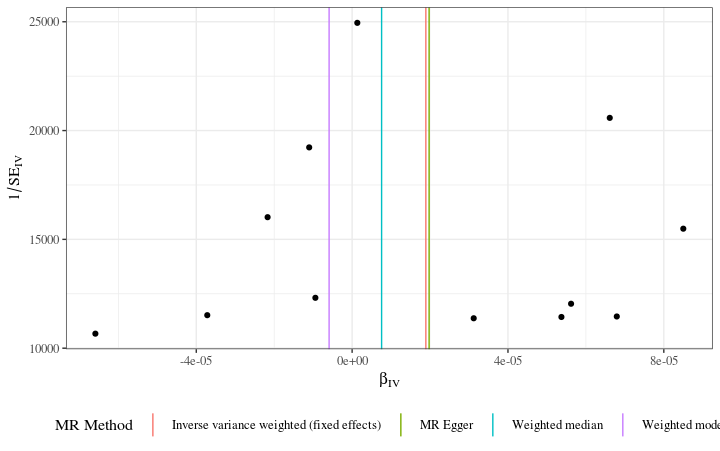 25000
20000
15000
10000
1/SE_IV
-4e-05 0e+00 4e-05 8e-05
β_IV
MR Method Inverse variance weighted (fixed effects) MR Egger Weighted median Weighted mode